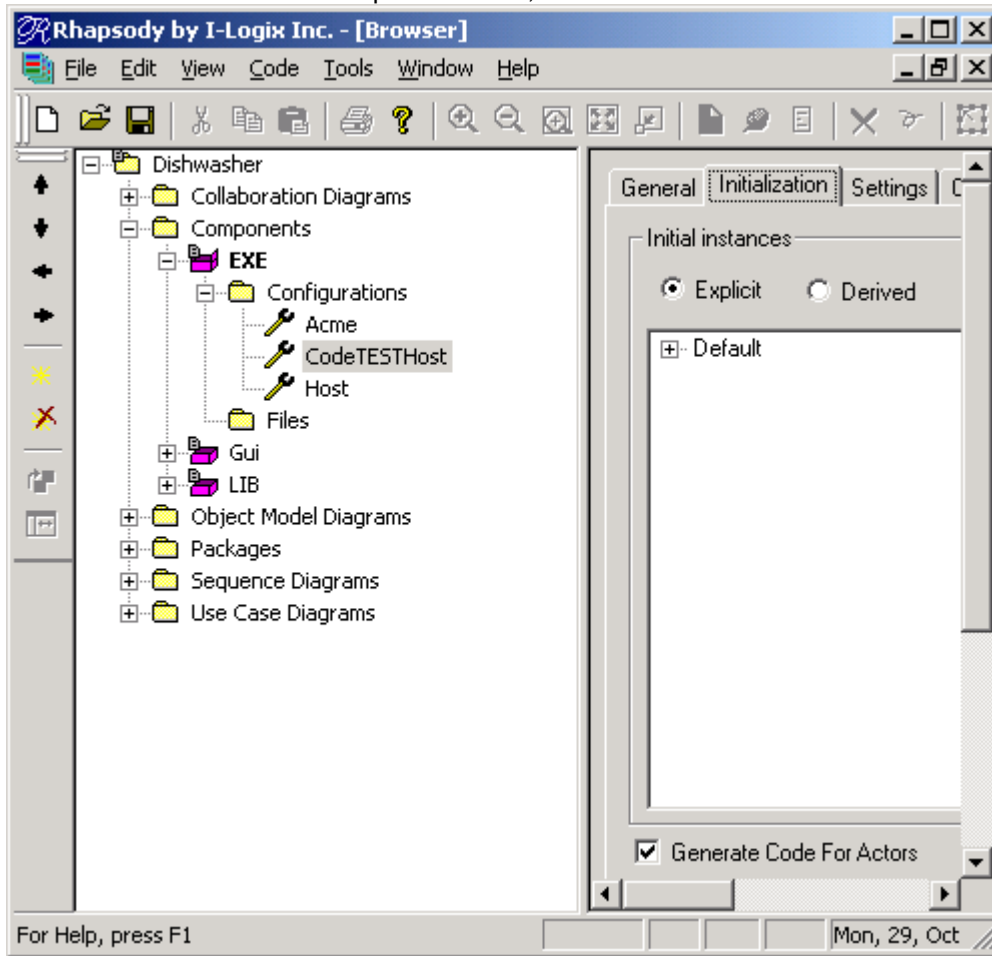 Rhapsody by I-Logix Inc. - [Browser]
File Edit View Code Tools Window Help
Dishwasher
Collaboration Diagrams
Components
EXE
Configurations
Acme
CodeTESTHost
Host
Files
Gui
LIB
Object Model Diagrams
Packages
Sequence Diagrams
Use Case Diagrams
General Initialization Settings
Initial instances
Explicit Derived
Default
Generate Code For Actors
For Help, press F1
Mon, 29, Oct